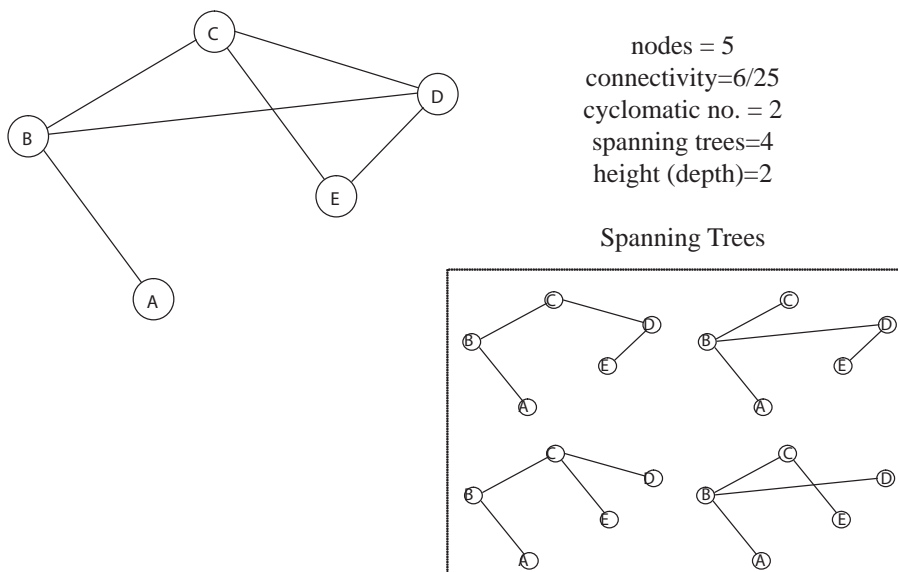 C
D
B
E
A
nodes = 5
connectivity=6/25
cyclomatic no. = 2
spanning trees=4
height (depth)=2
Spanning Trees
C
D
B
E
A
C
D
B
E
A
C
D
B
E
A
C
D
B
E
A